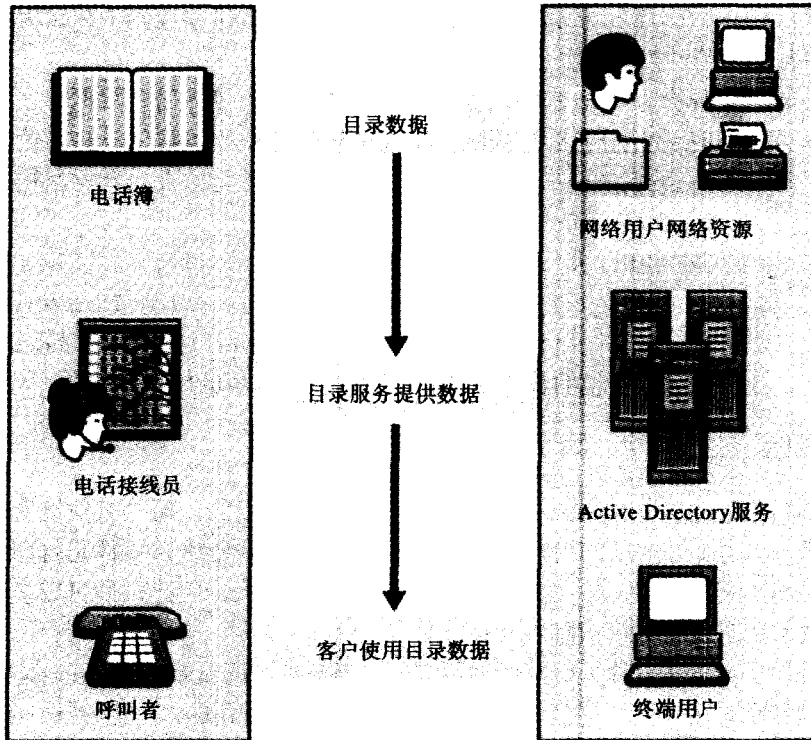 目录数据
电话簿
网络用户网络资源
目录服务提供数据
电话接线员
Active Directory服务
客户使用目录数据
呼叫者
终端用户